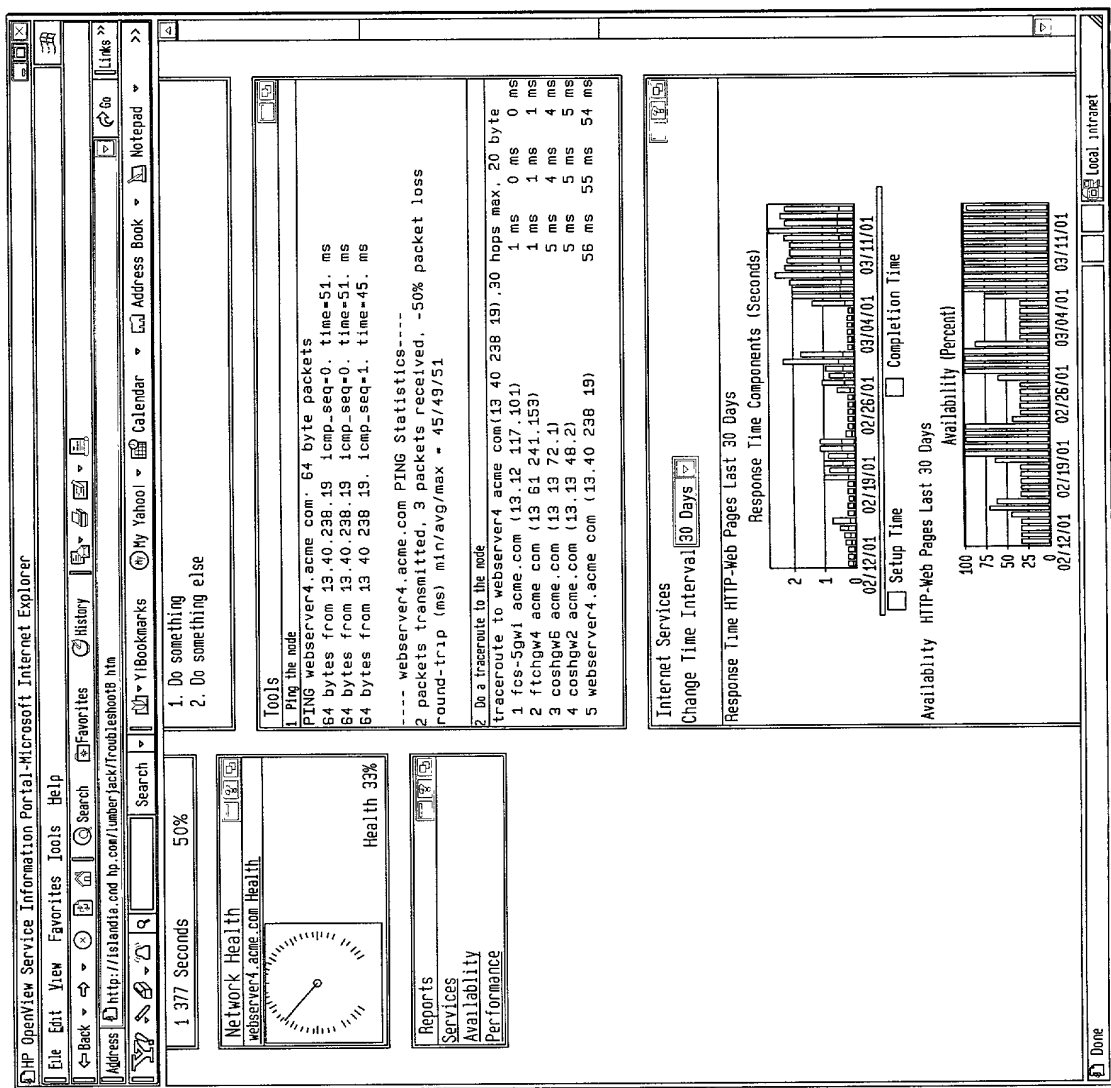 HP OpenView Service Information Portal-Microsoft Internet Explorer
File Edit View Favorites Tools Help
Back Search Favorites History
Address http://islandia.cnd hp.com/lumberjack/Troubleshoot8 htm Go Links »
Y! Search Y!Bookmarks My Yahoo! Calendar Address Book Notepad »
1 377 Seconds 50%
1. Do something
2. Do something else
Network Health
webserver4.acme.com Health
Health 33%
Reports
Services
Availablity
Performance
Tools
1 Ping the node
PING webserver4.acme com· 64 byte packets
64 bytes from 13.40.238.19 icmp_seq=0. time=51. ms
64 bytes from 13.40.238.19 icmp_seq=0. time=51. ms
64 bytes from 13 40 238 19. icmp_seq=1. time=45. ms
---- webserver4.acme.com PING Statistics----
2 packets transmitted, 3 packets received, -50% packet loss
round-trip (ms) min/avg/max = 45/49/51
2 Do a traceroute to the node
traceroute to webserver4 acme com(13 40 238 19),30 hops max, 20 byte
1 fcs-5gwi acme.com (13.12 117.101) 1 ms 0 ms 0 ms
2 ftchgw4 acme com (13 61 241.153) 1 ms 1 ms 1 ms
3 coshgw6 acme.com (13 13 72.1) 5 ms 4 ms 4 ms
4 coshgw2 acme.com (13.13 48.2) 5 ms 5 ms 5 ms
5 webserver4.acme com (13.40 238 19) 56 ms 55 ms 54 ms
Internet Services
Change Time Interval 30 Days
Response Time HTTP-Web Pages Last 30 Days
Response Time Components (Seconds)
2
1
0
02/12/01 02/19/01 02/26/01 03/04/01 03/11/01
Setup Time Completion Time
Availablity HTTP-Web Pages Last 30 Days
Availability (Percent)
100
75
50
25
0
02/12/01 02/19/01 02/26/01 03/04/01 03/11/01
Done Local intranet